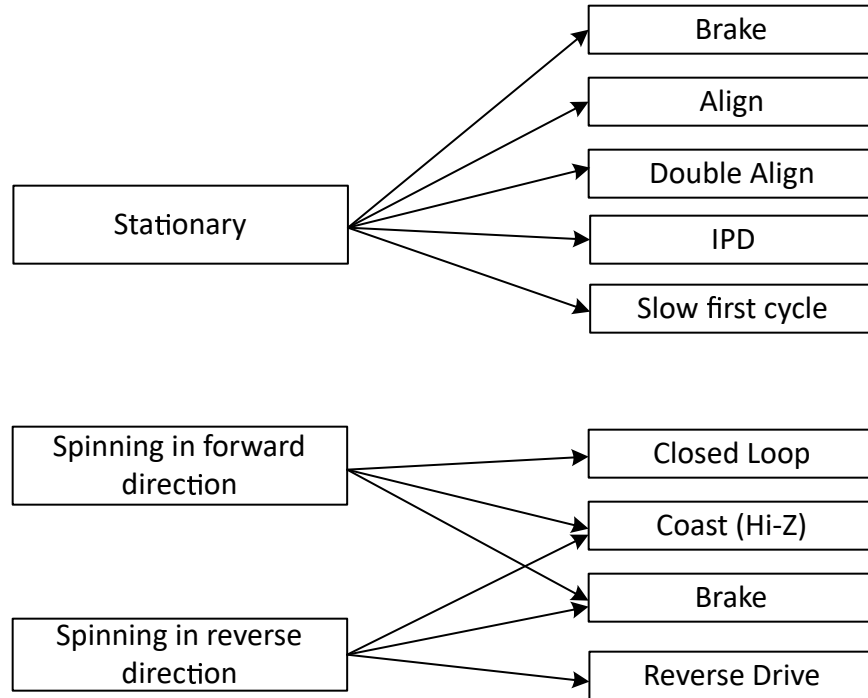 Brake
Align
Stationary
Double Align
IPD
Slow first cycle
Spinning in forward
direction
Closed Loop
Coast (Hi-Z)
Brake
Spinning in reverse
direction
Reverse Drive